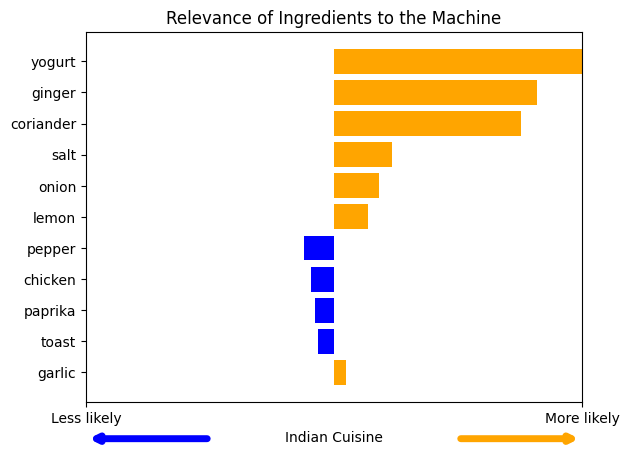 Relevance of Ingredients to the Machine
yogurt
ginger
coriander
salt
onion
lemon
pepper
chicken
paprika
toast
garlic
Less likely
More likely
Indian Cuisine